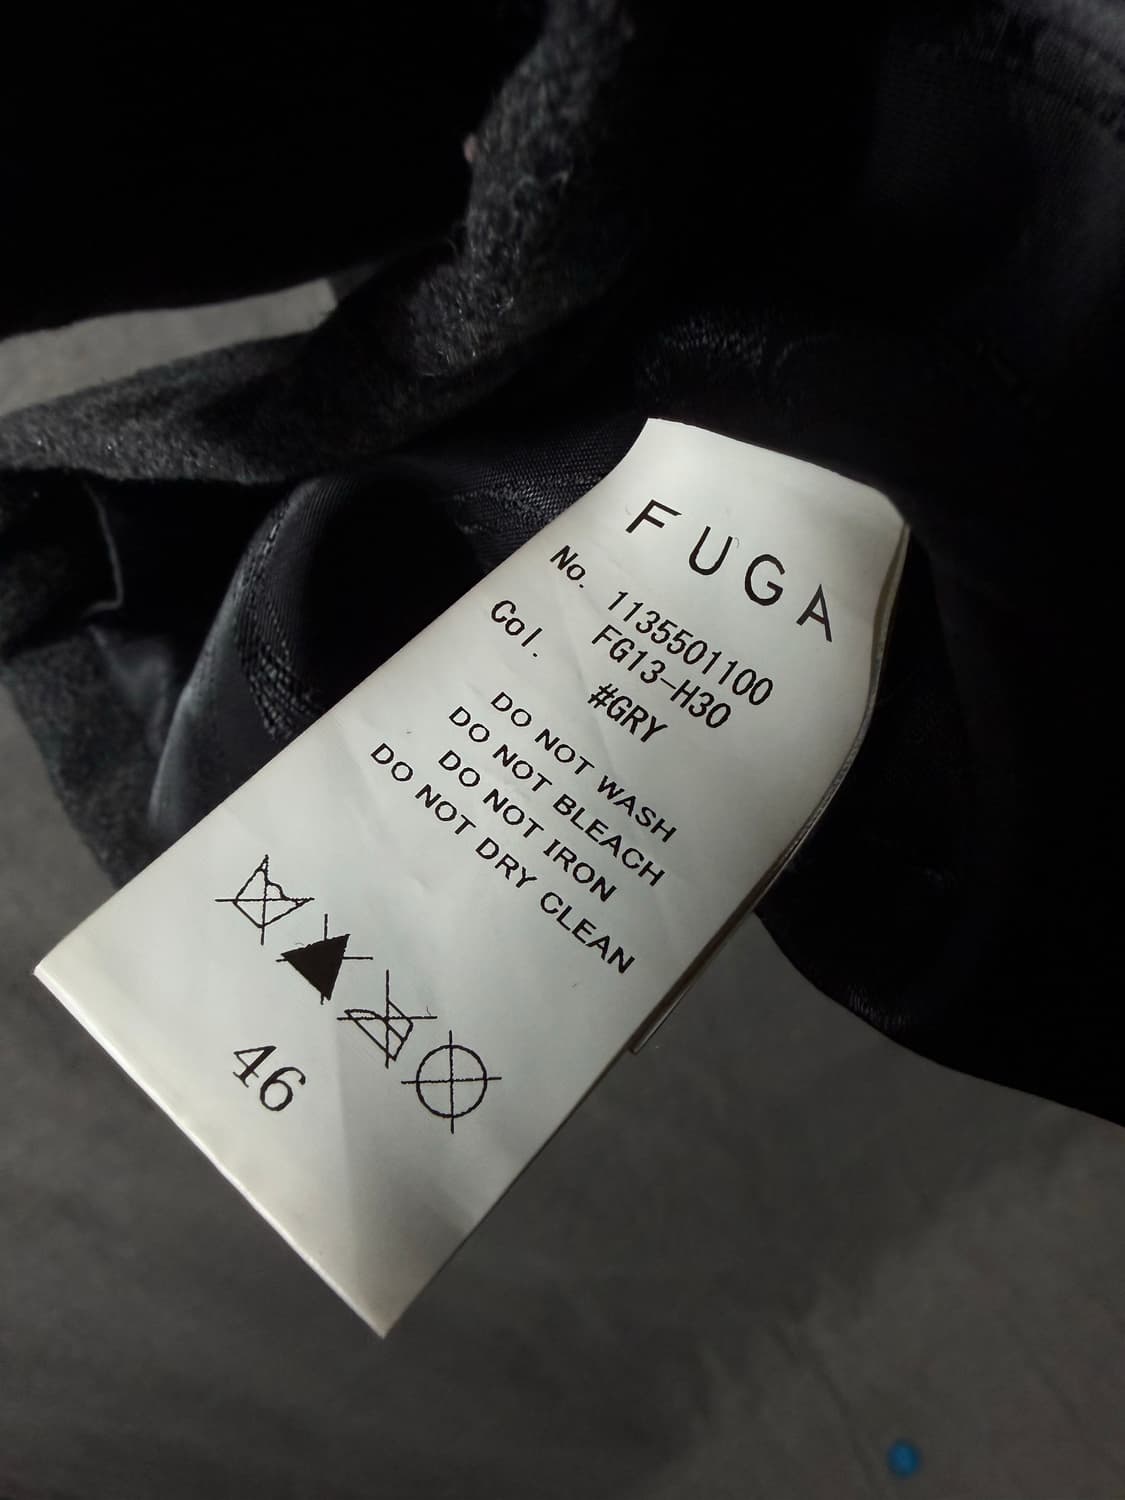 FUGA
No. 1135501100
FG13-H30
Col. #GRY
DO NOT WASH
DO NOT BLEACH
DO NOT IRON
DO NOT DRY CLEAN
46